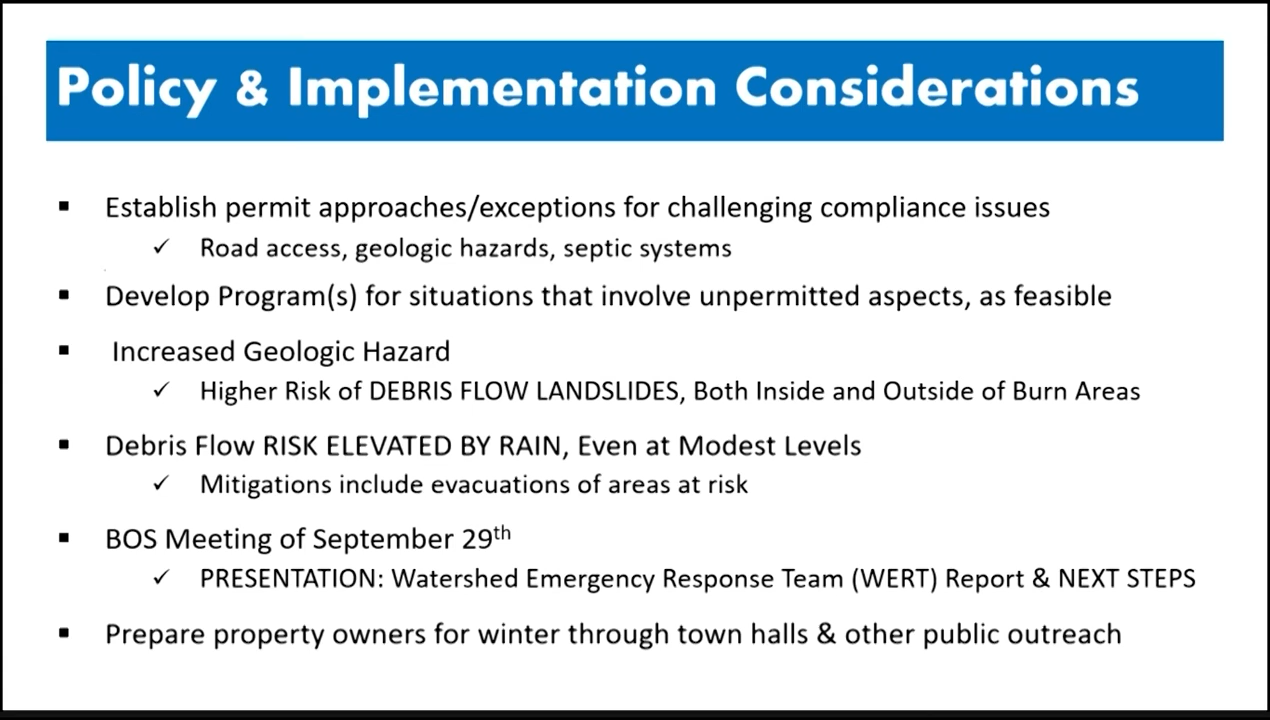 Policy & Implementation Considerations
▪ Establish permit approaches/exceptions for challenging compliance issues
✓ Road access, geologic hazards, septic systems
▪ Develop Program(s) for situations that involve unpermitted aspects, as feasible
▪ Increased Geologic Hazard
✓ Higher Risk of DEBRIS FLOW LANDSLIDES, Both Inside and Outside of Burn Areas
▪ Debris Flow RISK ELEVATED BY RAIN, Even at Modest Levels
✓ Mitigations include evacuations of areas at risk
▪ BOS Meeting of September 29th
✓ PRESENTATION: Watershed Emergency Response Team (WERT) Report & NEXT STEPS
▪ Prepare property owners for winter through town halls & other public outreach